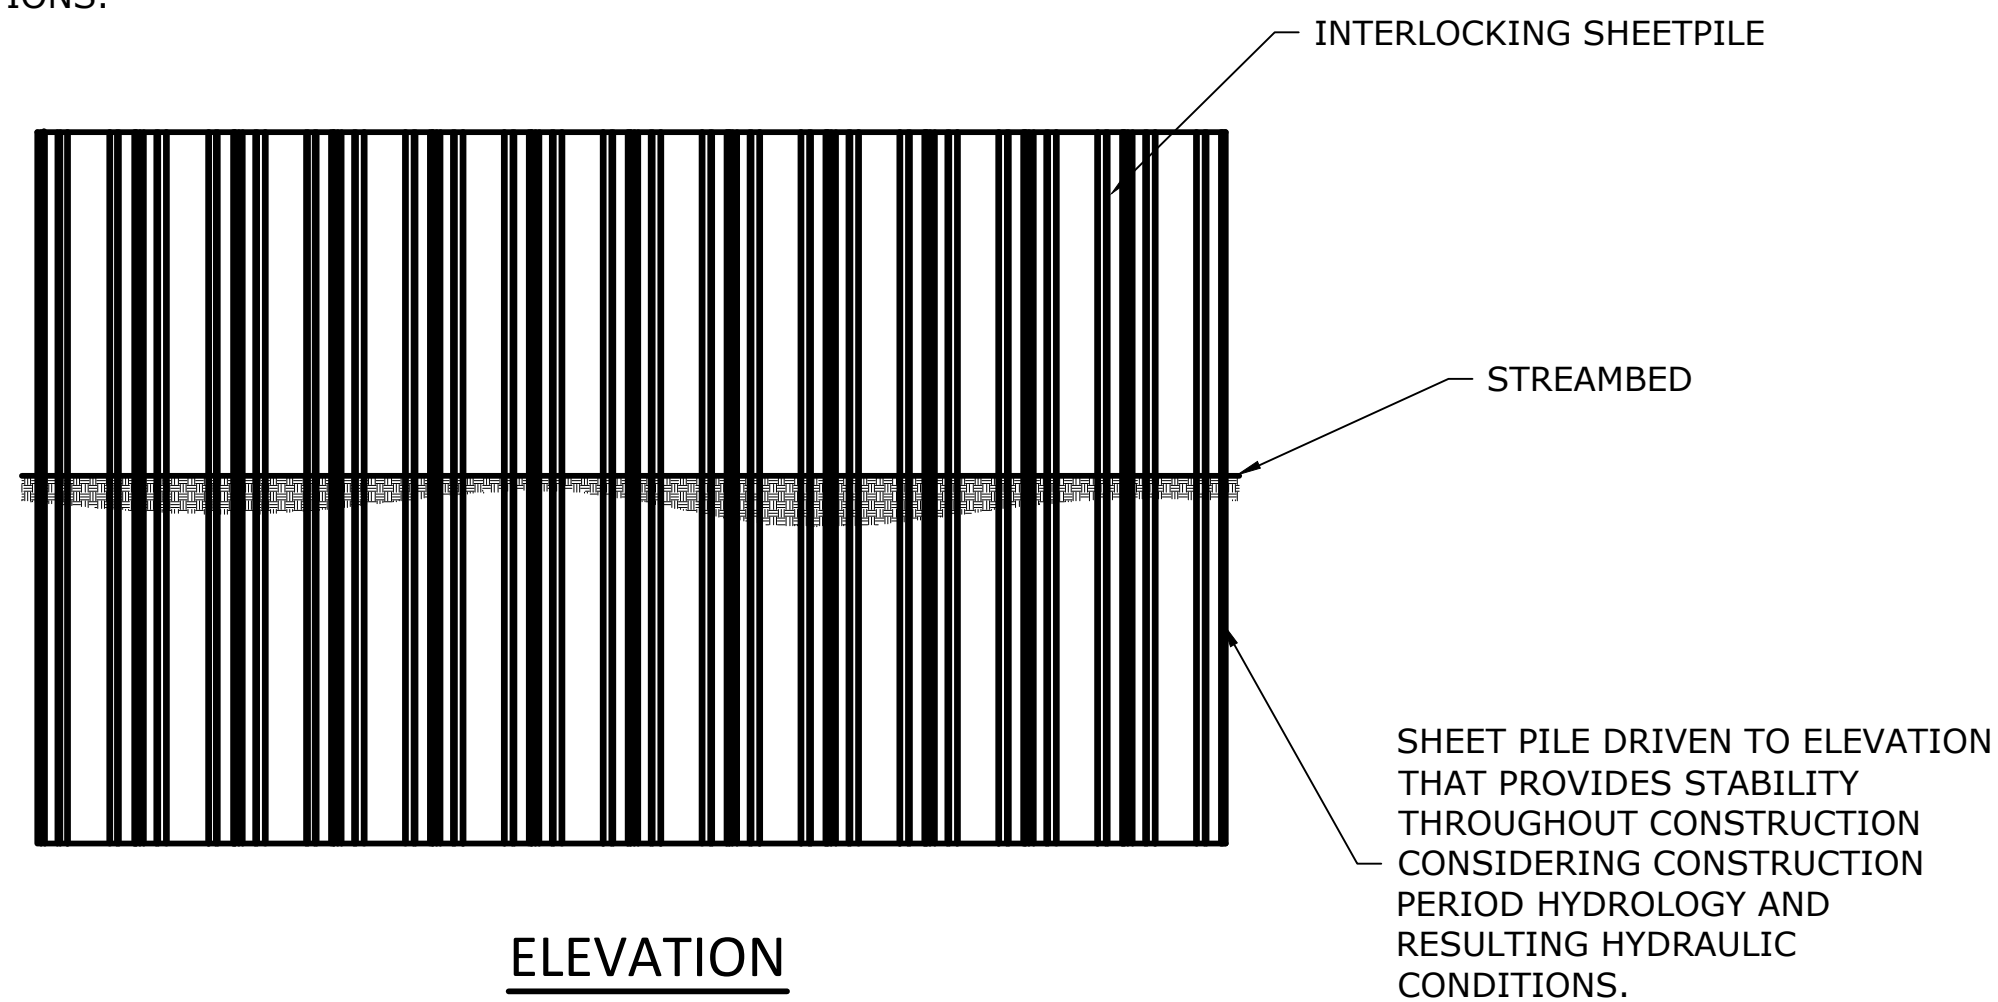 IONS.
INTERLOCKING SHEETPILE
STREAMBED
SHEET PILE DRIVEN TO ELEVATION
THAT PROVIDES STABILITY
THROUGHOUT CONSTRUCTION
CONSIDERING CONSTRUCTION
PERIOD HYDROLOGY AND
RESULTING HYDRAULIC
CONDITIONS.
ELEVATION